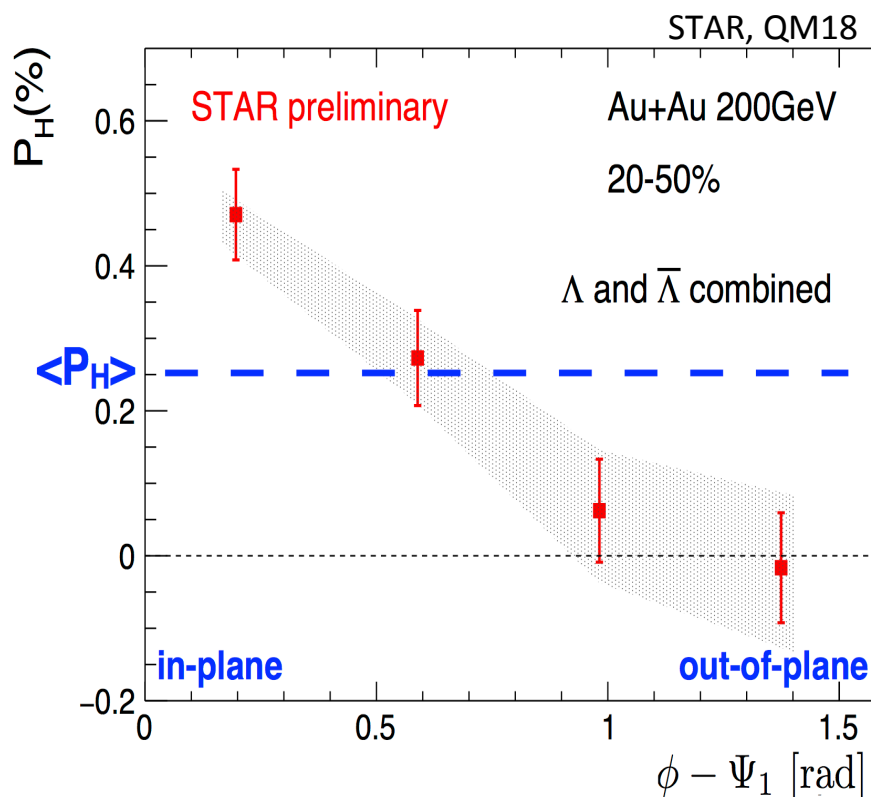 STAR, QM18
P_H(%)
STAR preliminary
Au+Au 200GeV
20-50%
Λ and Λ̅ combined
<P_H>
0.6
0.4
0.2
0
−0.2
in-plane
out-of-plane
0 0.5 1 1.5
ϕ − Ψ₁ [rad]